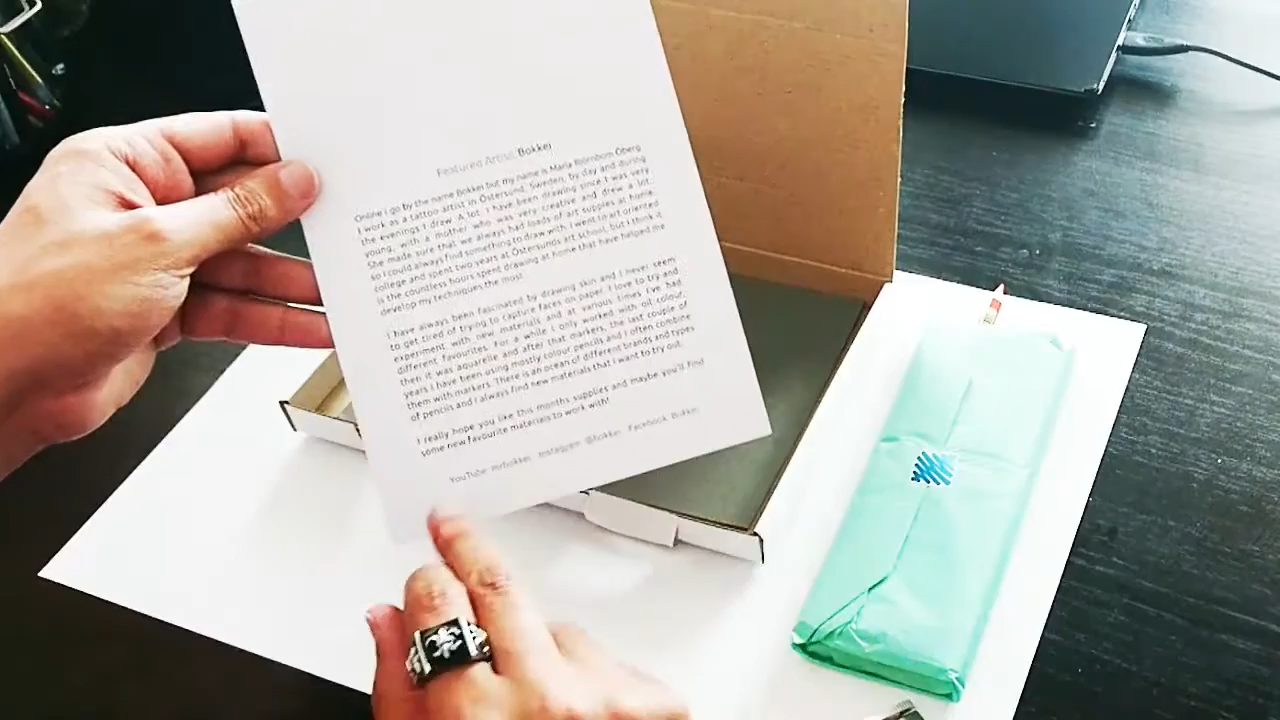 Featured Artist: Bokkei
Online I go by the name Bokkei but my name is Maria Björnbom Öberg.
I work as a tattoo artist in Östersund, Sweden, by day and during
the evenings I draw. A lot. I have been drawing since I was very
young, with a mother who was very creative and drew a lot.
She made sure that we always had loads of art supplies at home,
so I could always find something to draw with. I went to art oriented
college and spent two years at Östersunds art school, but I think it
is the countless hours spent drawing at home that have helped me
develop my techniques the most.
I have always been fascinated by drawing skin and I never seem
to get tired of trying to capture faces on paper. I love to try and
experiment with new materials and at various times I've had
different favourites. For a while I only worked with oil colour,
then it was aquarelle and after that markers, the last couple of
years I have been using mostly colour pencils and I often combine
them with markers. There is an ocean of different brands and types
of pencils and I always find new materials that I want to try out.
I really hope you like this months supplies and maybe you'll find
some new favourite materials to work with!
YouTube: mrbokkei Instagram: @bokkei Facebook: Bokkei